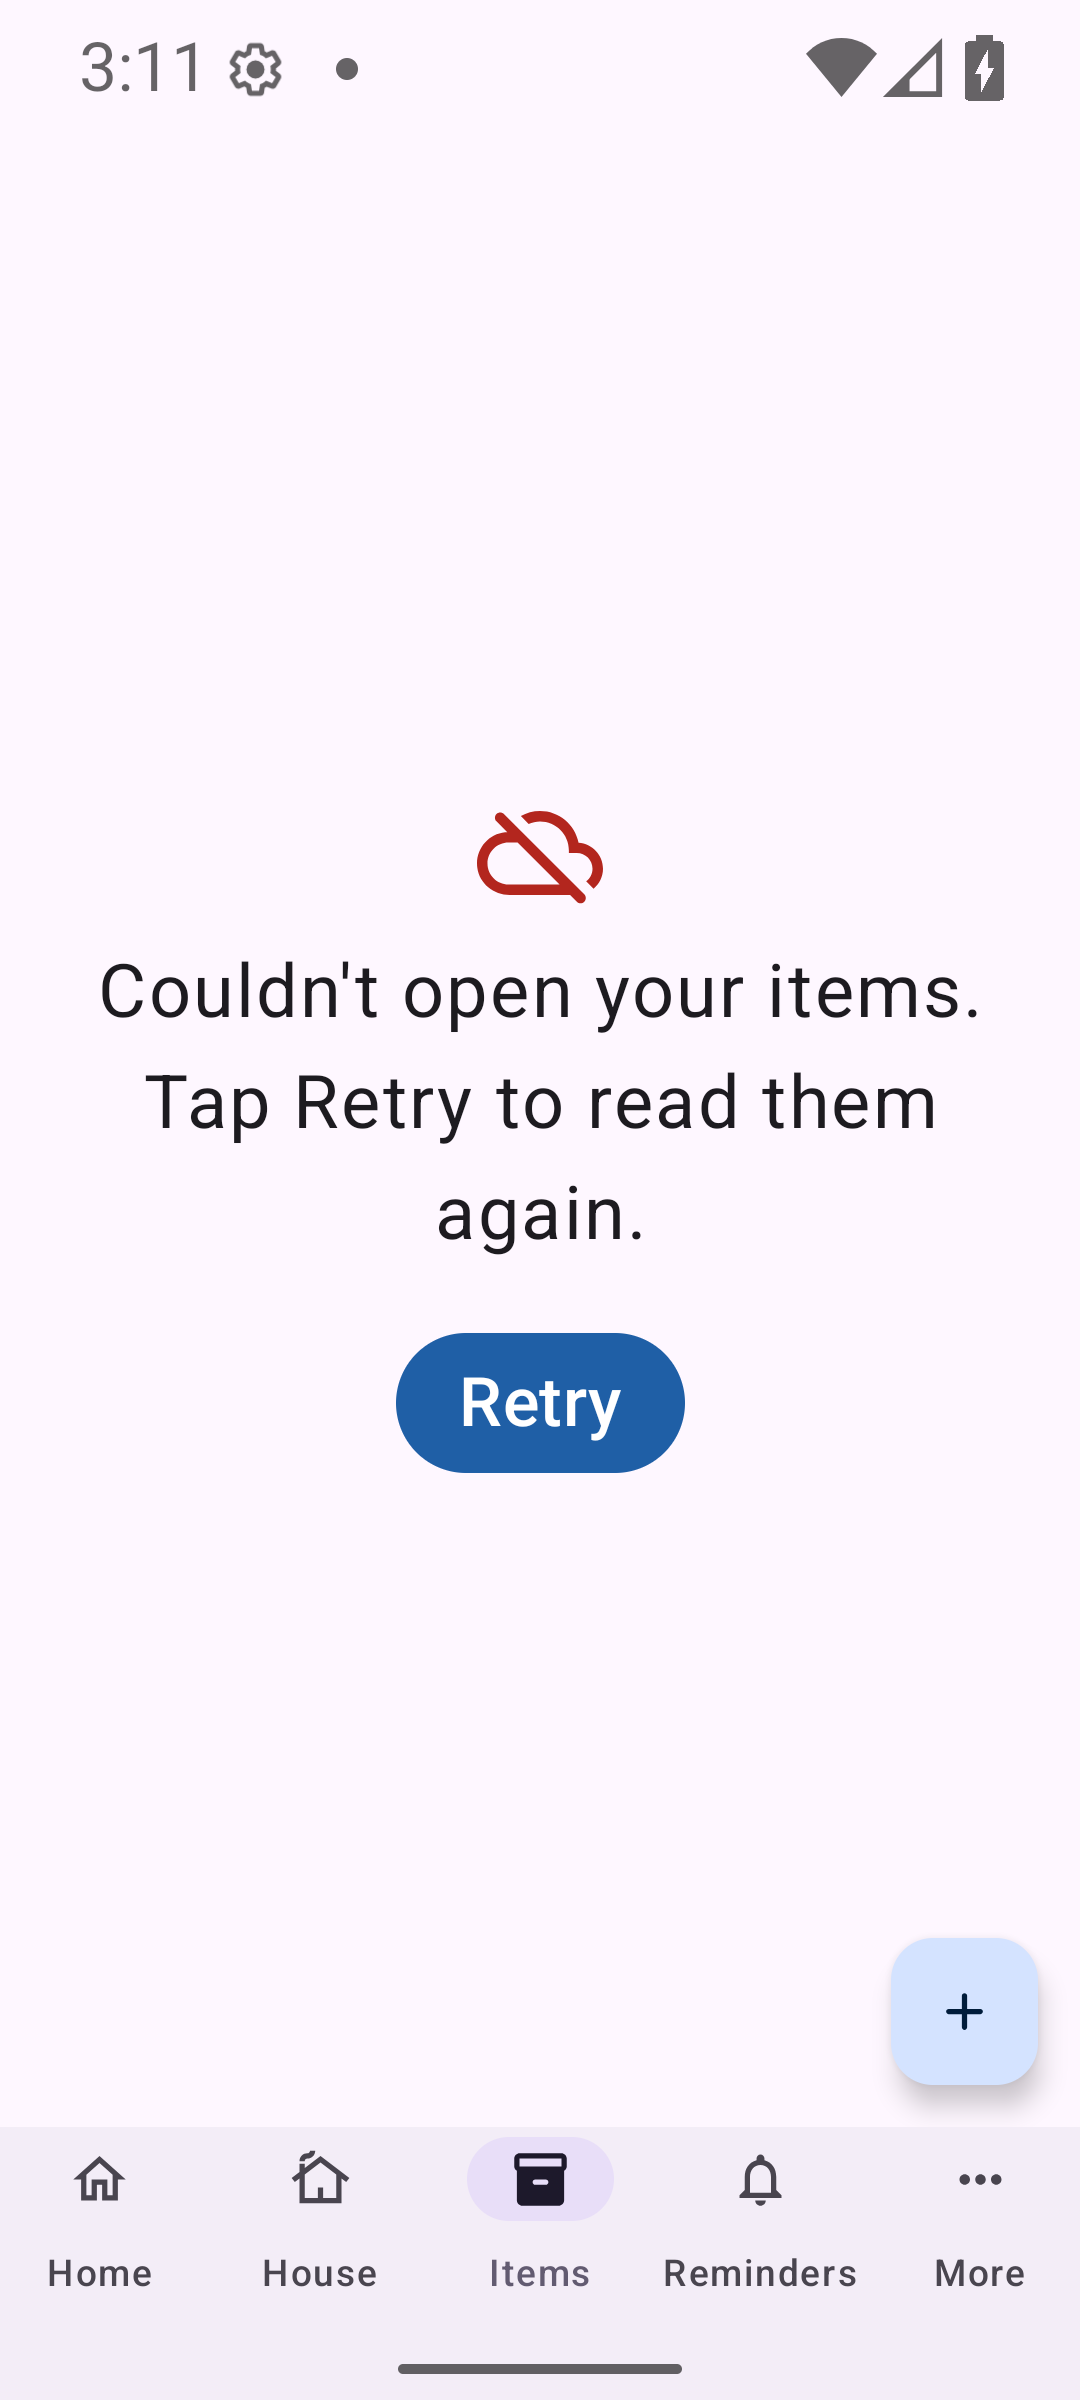 3:11
Couldn't open your items.
Tap Retry to read them
again.
Retry
Home
House
Items
Reminders
More